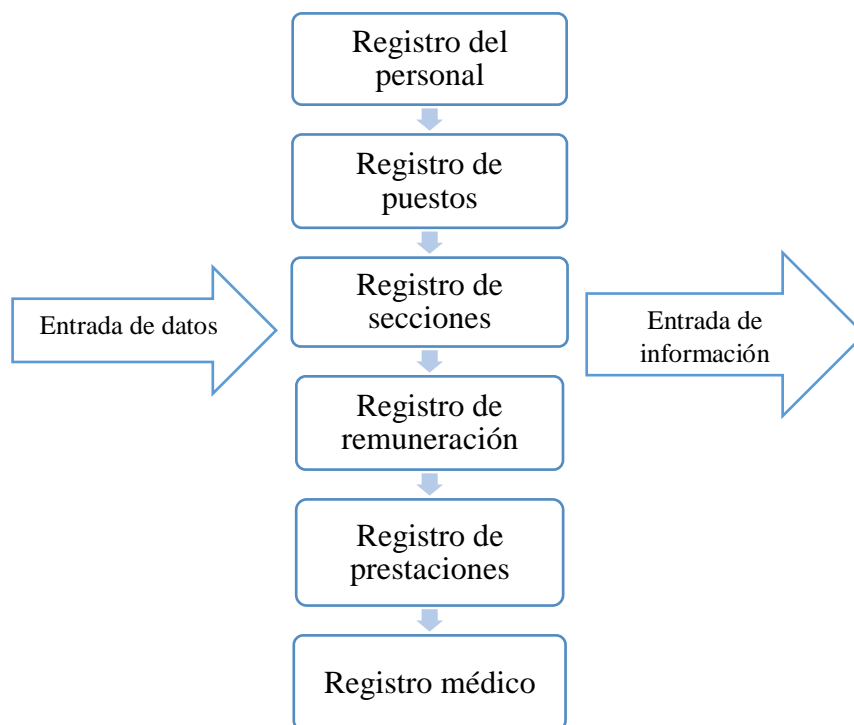 Registro del
personal
Registro de
puestos
Registro de
secciones
Entrada de datos
Entrada de
información
Registro de
remuneración
Registro de
prestaciones
Registro médico